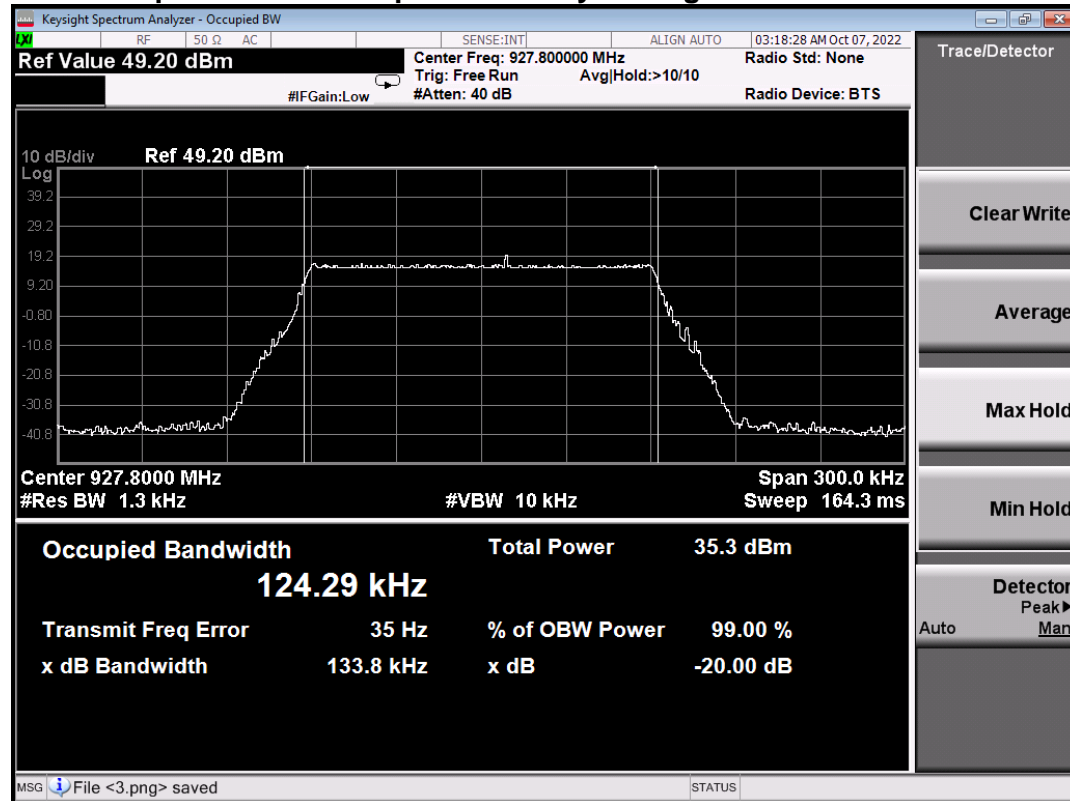 Keysight Spectrum Analyzer - Occupied BW
LXI RF 50 Ω AC SENSE:INT ALIGN AUTO 03:18:28 AM Oct 07, 2022
Ref Value 49.20 dBm
Center Freq: 927.800000 MHz Radio Std: None
Trig: Free Run Avg|Hold:>10/10
#IFGain:Low #Atten: 40 dB Radio Device: BTS
10 dB/div Ref 49.20 dBm
Log
39.2
29.2
19.2
9.20
-0.80
-10.8
-20.8
-30.8
-40.8
Center 927.8000 MHz Span 300.0 kHz
#Res BW 1.3 kHz #VBW 10 kHz Sweep 164.3 ms
Occupied Bandwidth Total Power 35.3 dBm
124.29 kHz
Transmit Freq Error 35 Hz % of OBW Power 99.00 %
x dB Bandwidth 133.8 kHz x dB -20.00 dB
MSG File <3.png> saved STATUS
Trace/Detector
Clear Write
Average
Max Hold
Min Hold
Detector
Peak▶
Auto Man